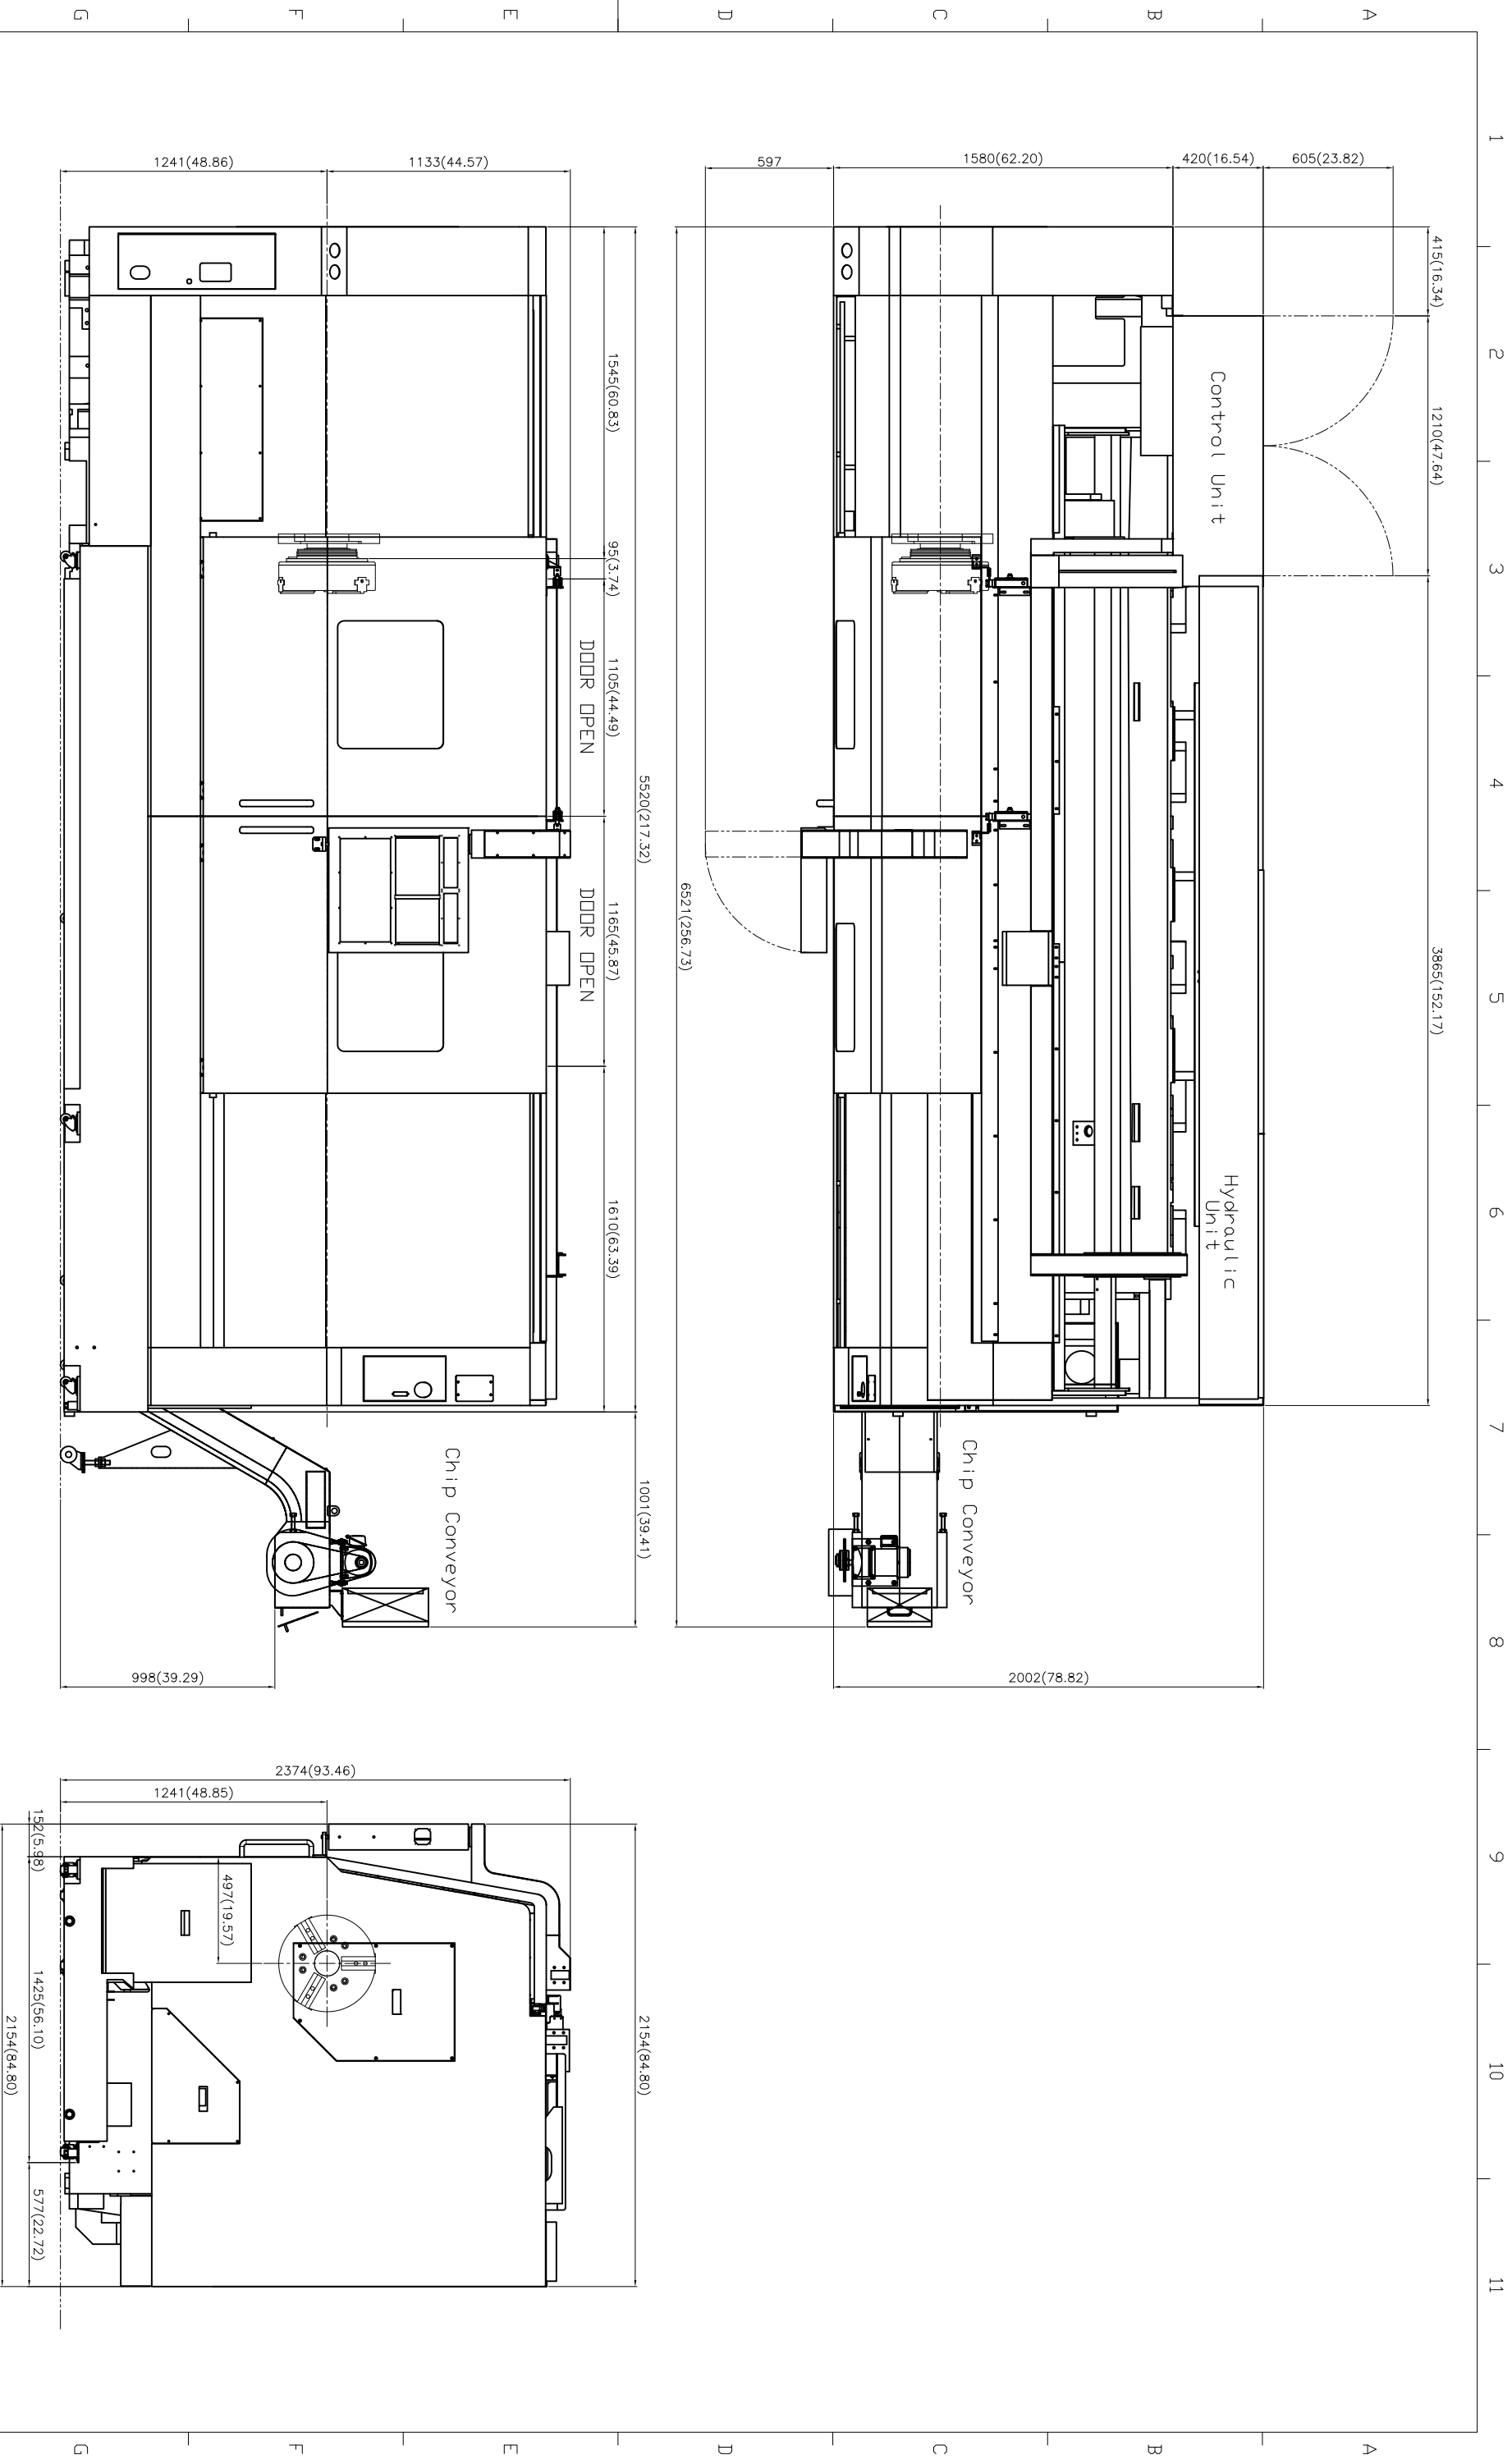 A
B
C
D
E
F
G
1
2
3
4
5
6
7
8
9
10
11
415(16.34)
1210(47.64)
3865(152.17)
605(23.82)
420(16.54)
1580(62.20)
597
Control Unit
Hydraulic
Unit
Chip Conveyor
2002(78.82)
6521(256.73)
5520(217.32)
1001(39.41)
1545(60.83)
95(3.74)
1105(44.49)
1165(45.87)
1610(63.39)
DOOR OPEN
DOOR OPEN
1133(44.57)
1241(48.86)
Chip Conveyor
998(39.29)
2154(84.80)
2374(93.46)
1241(48.85)
497(19.57)
152(5.98)
1425(56.10)
577(22.72)
2154(84.80)
A
B
C
D
E
F
G